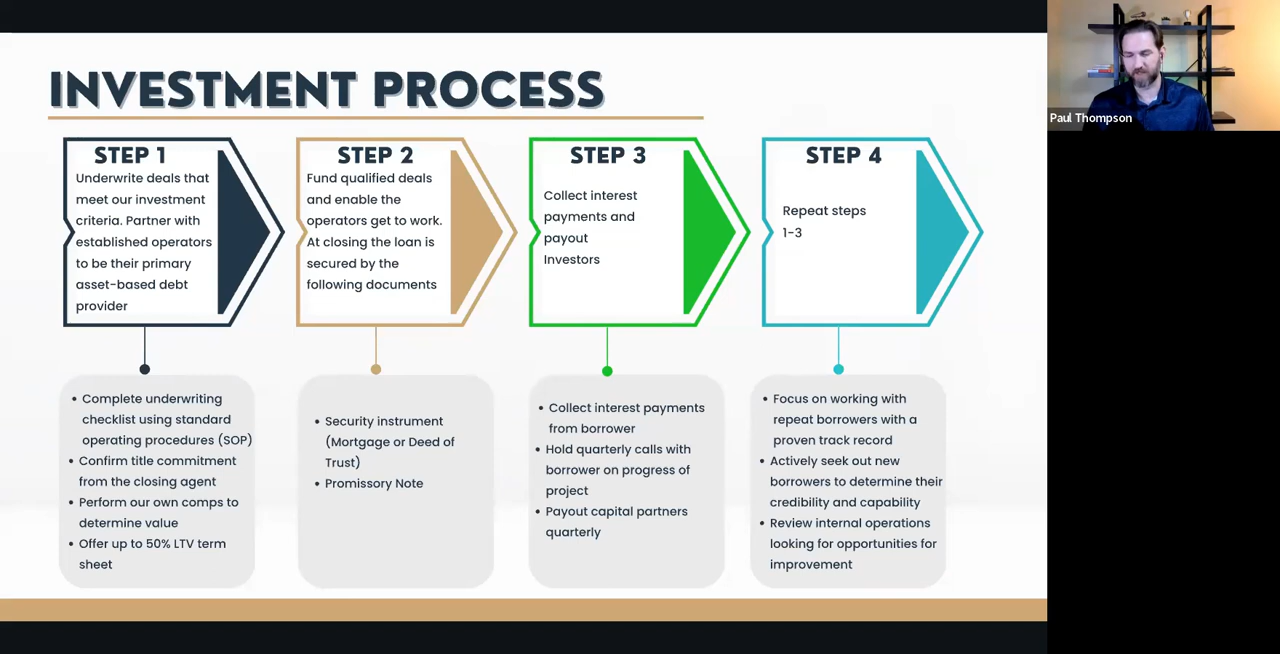 INVESTMENT PROCESS
STEP 1
Underwrite deals that
meet our investment
criteria. Partner with
established operators
to be their primary
asset-based debt
provider
STEP 2
Fund qualified deals
and enable the
operators get to work.
At closing the loan is
secured by the
following documents
STEP 3
Collect interest
payments and
payout
Investors
STEP 4
Repeat steps
1-3
• Complete underwriting
checklist using standard
operating procedures (SOP)
• Confirm title commitment
from the closing agent
• Perform our own comps to
determine value
• Offer up to 50% LTV term
sheet
• Security instrument
(Mortgage or Deed of
Trust)
• Promissory Note
• Collect interest payments
from borrower
• Hold quarterly calls with
borrower on progress of
project
• Payout capital partners
quarterly
• Focus on working with
repeat borrowers with a
proven track record
• Actively seek out new
borrowers to determine their
credibility and capability
• Review internal operations
looking for opportunities for
improvement
Paul Thompson